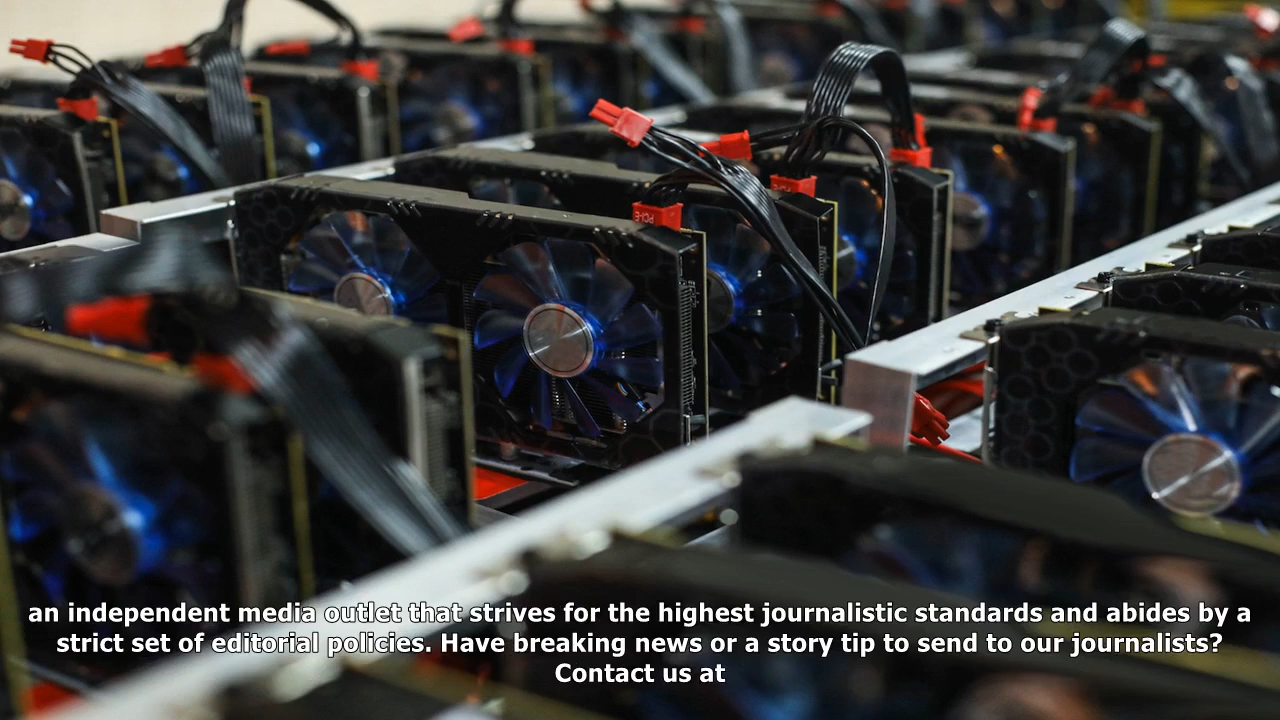 PCI-E
an independent media outlet that strives for the highest journalistic standards and abides by a
strict set of editorial policies. Have breaking news or a story tip to send to our journalists?
Contact us at